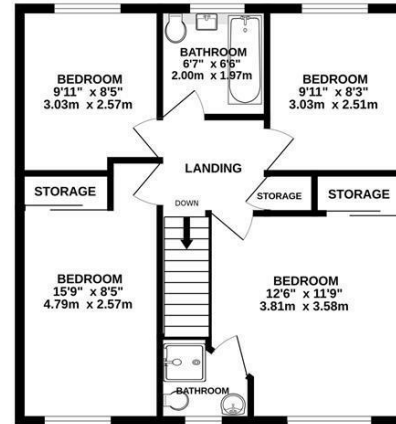 BEDROOM
9'11" x 8'5"
3.03m x 2.57m
BATHROOM
6'7" x 6'6"
2.00m x 1.97m
BEDROOM
9'11" x 8'3"
3.03m x 2.51m
LANDING
STORAGE
STORAGE
STORAGE
DOWN
BEDROOM
15'9" x 8'5"
4.79m x 2.57m
BEDROOM
12'6" x 11'9"
3.81m x 3.58m
BATHROOM